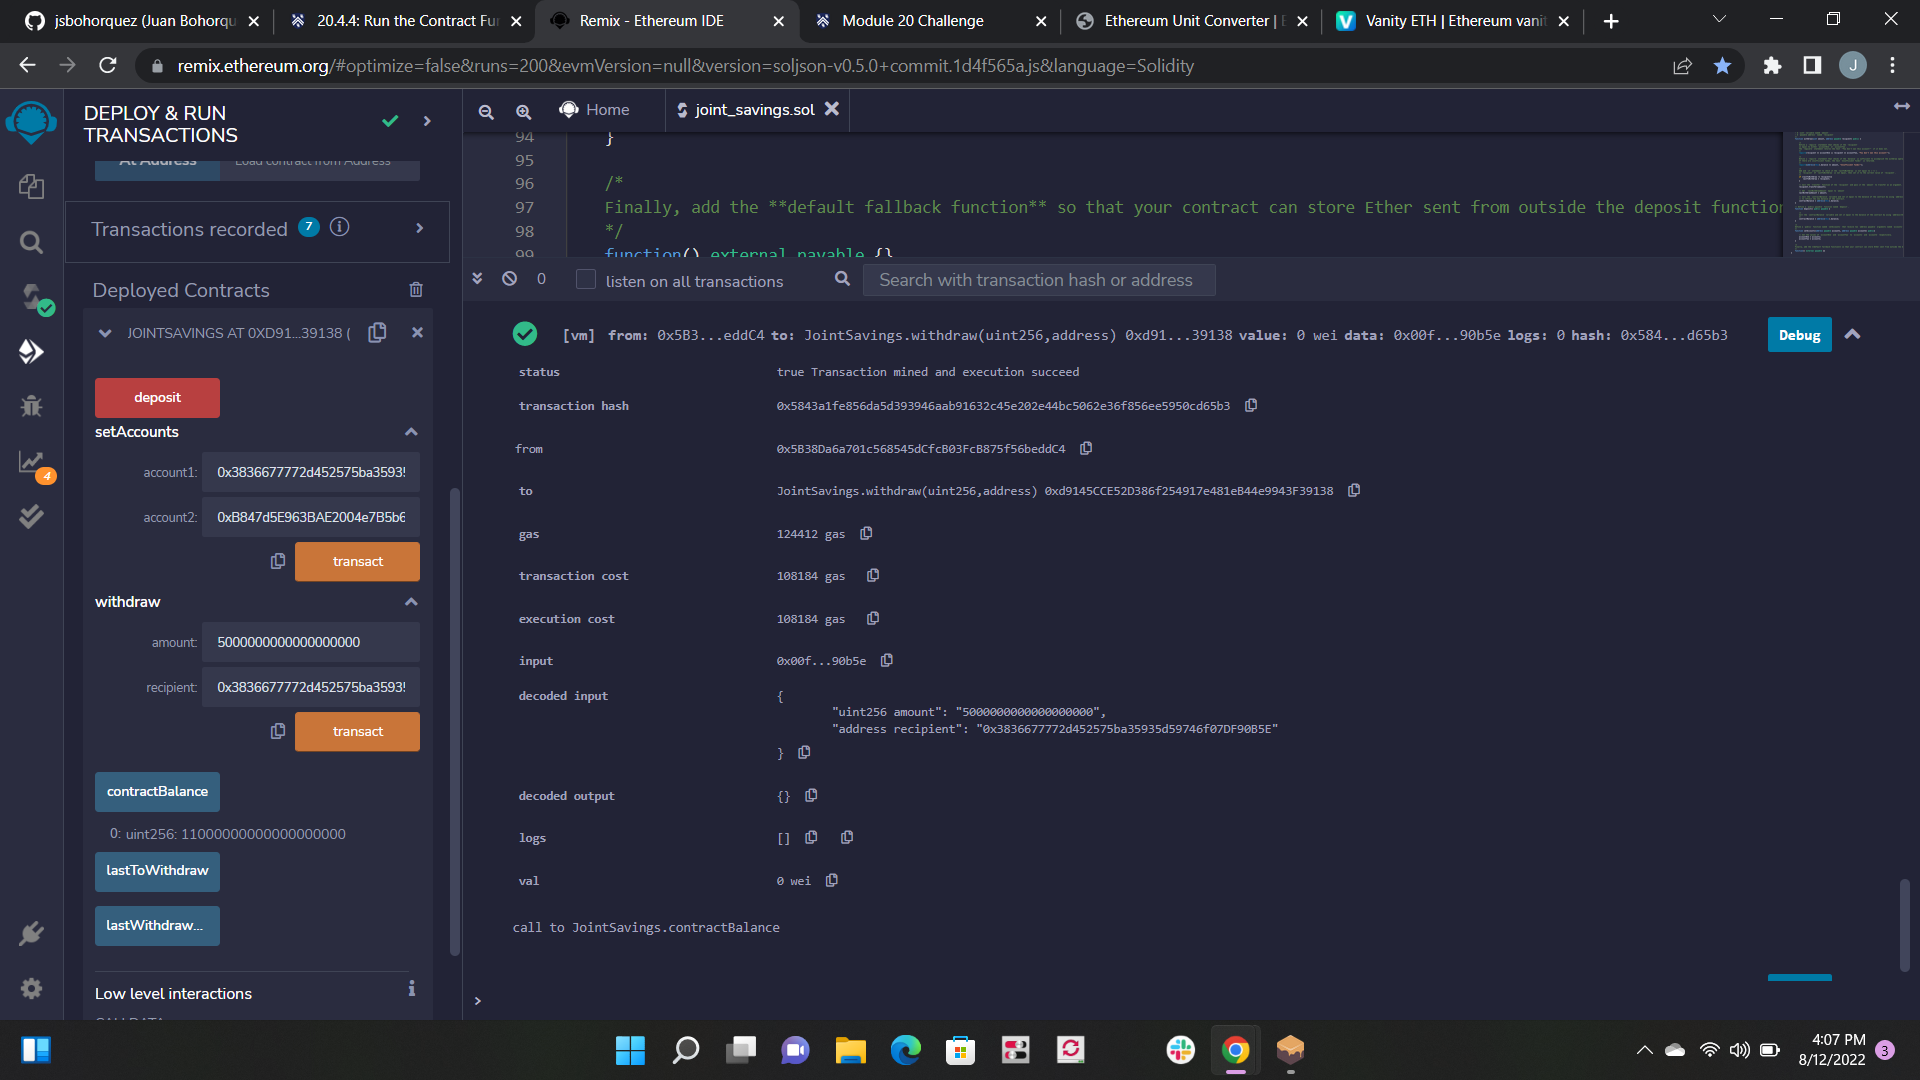 jsbohorquez (Juan Bohorqu
20.4.4: Run the Contract Fun
Remix - Ethereum IDE
Module 20 Challenge
Ethereum Unit Converter |
Vanity ETH | Ethereum vanit
remix.ethereum.org/#optimize=false&runs=200&evmVersion=null&version=soljson-v0.5.0+commit.1d4f565a.js&language=Solidity
J
DEPLOY & RUN
TRANSACTIONS
At Address
Load contract from Address
Transactions recorded 7
Deployed Contracts
JOINTSAVINGS AT 0XD91...39138 (
deposit
setAccounts
account1: 0x3836677772d452575ba3593!
account2: 0xB847d5E963BAE2004e7B5b6
transact
withdraw
amount: 5000000000000000000
recipient: 0x3836677772d452575ba3593!
transact
contractBalance
0: uint256: 11000000000000000000
lastToWithdraw
lastWithdraw...
Low level interactions
CALLDATA
4
Home
joint_savings.sol
94 }
95
96 /*
97 Finally, add the **default fallback function** so that your contract can store Ether sent from outside the deposit function
98 */
99 function() external payable {}
0
listen on all transactions
Search with transaction hash or address
[vm] from: 0x5B3...eddC4 to: JointSavings.withdraw(uint256,address) 0xd91...39138 value: 0 wei data: 0x00f...90b5e logs: 0 hash: 0x584...d65b3
Debug
status true Transaction mined and execution succeed
transaction hash 0x5843a1fe856da5d393946aab91632c45e202e44bc5062e36f856ee5950cd65b3
from 0x5B38Da6a701c568545dCfcB03FcB875f56beddC4
to JointSavings.withdraw(uint256,address) 0xd9145CCE52D386f254917e481eB44e9943F39138
gas 124412 gas
transaction cost 108184 gas
execution cost 108184 gas
input 0x00f...90b5e
decoded input {
"uint256 amount": "5000000000000000000",
"address recipient": "0x3836677772d452575ba35935d59746f07DF90B5E"
}
decoded output {}
logs []
val 0 wei
call to JointSavings.contractBalance
>
4:07 PM
8/12/2022
3